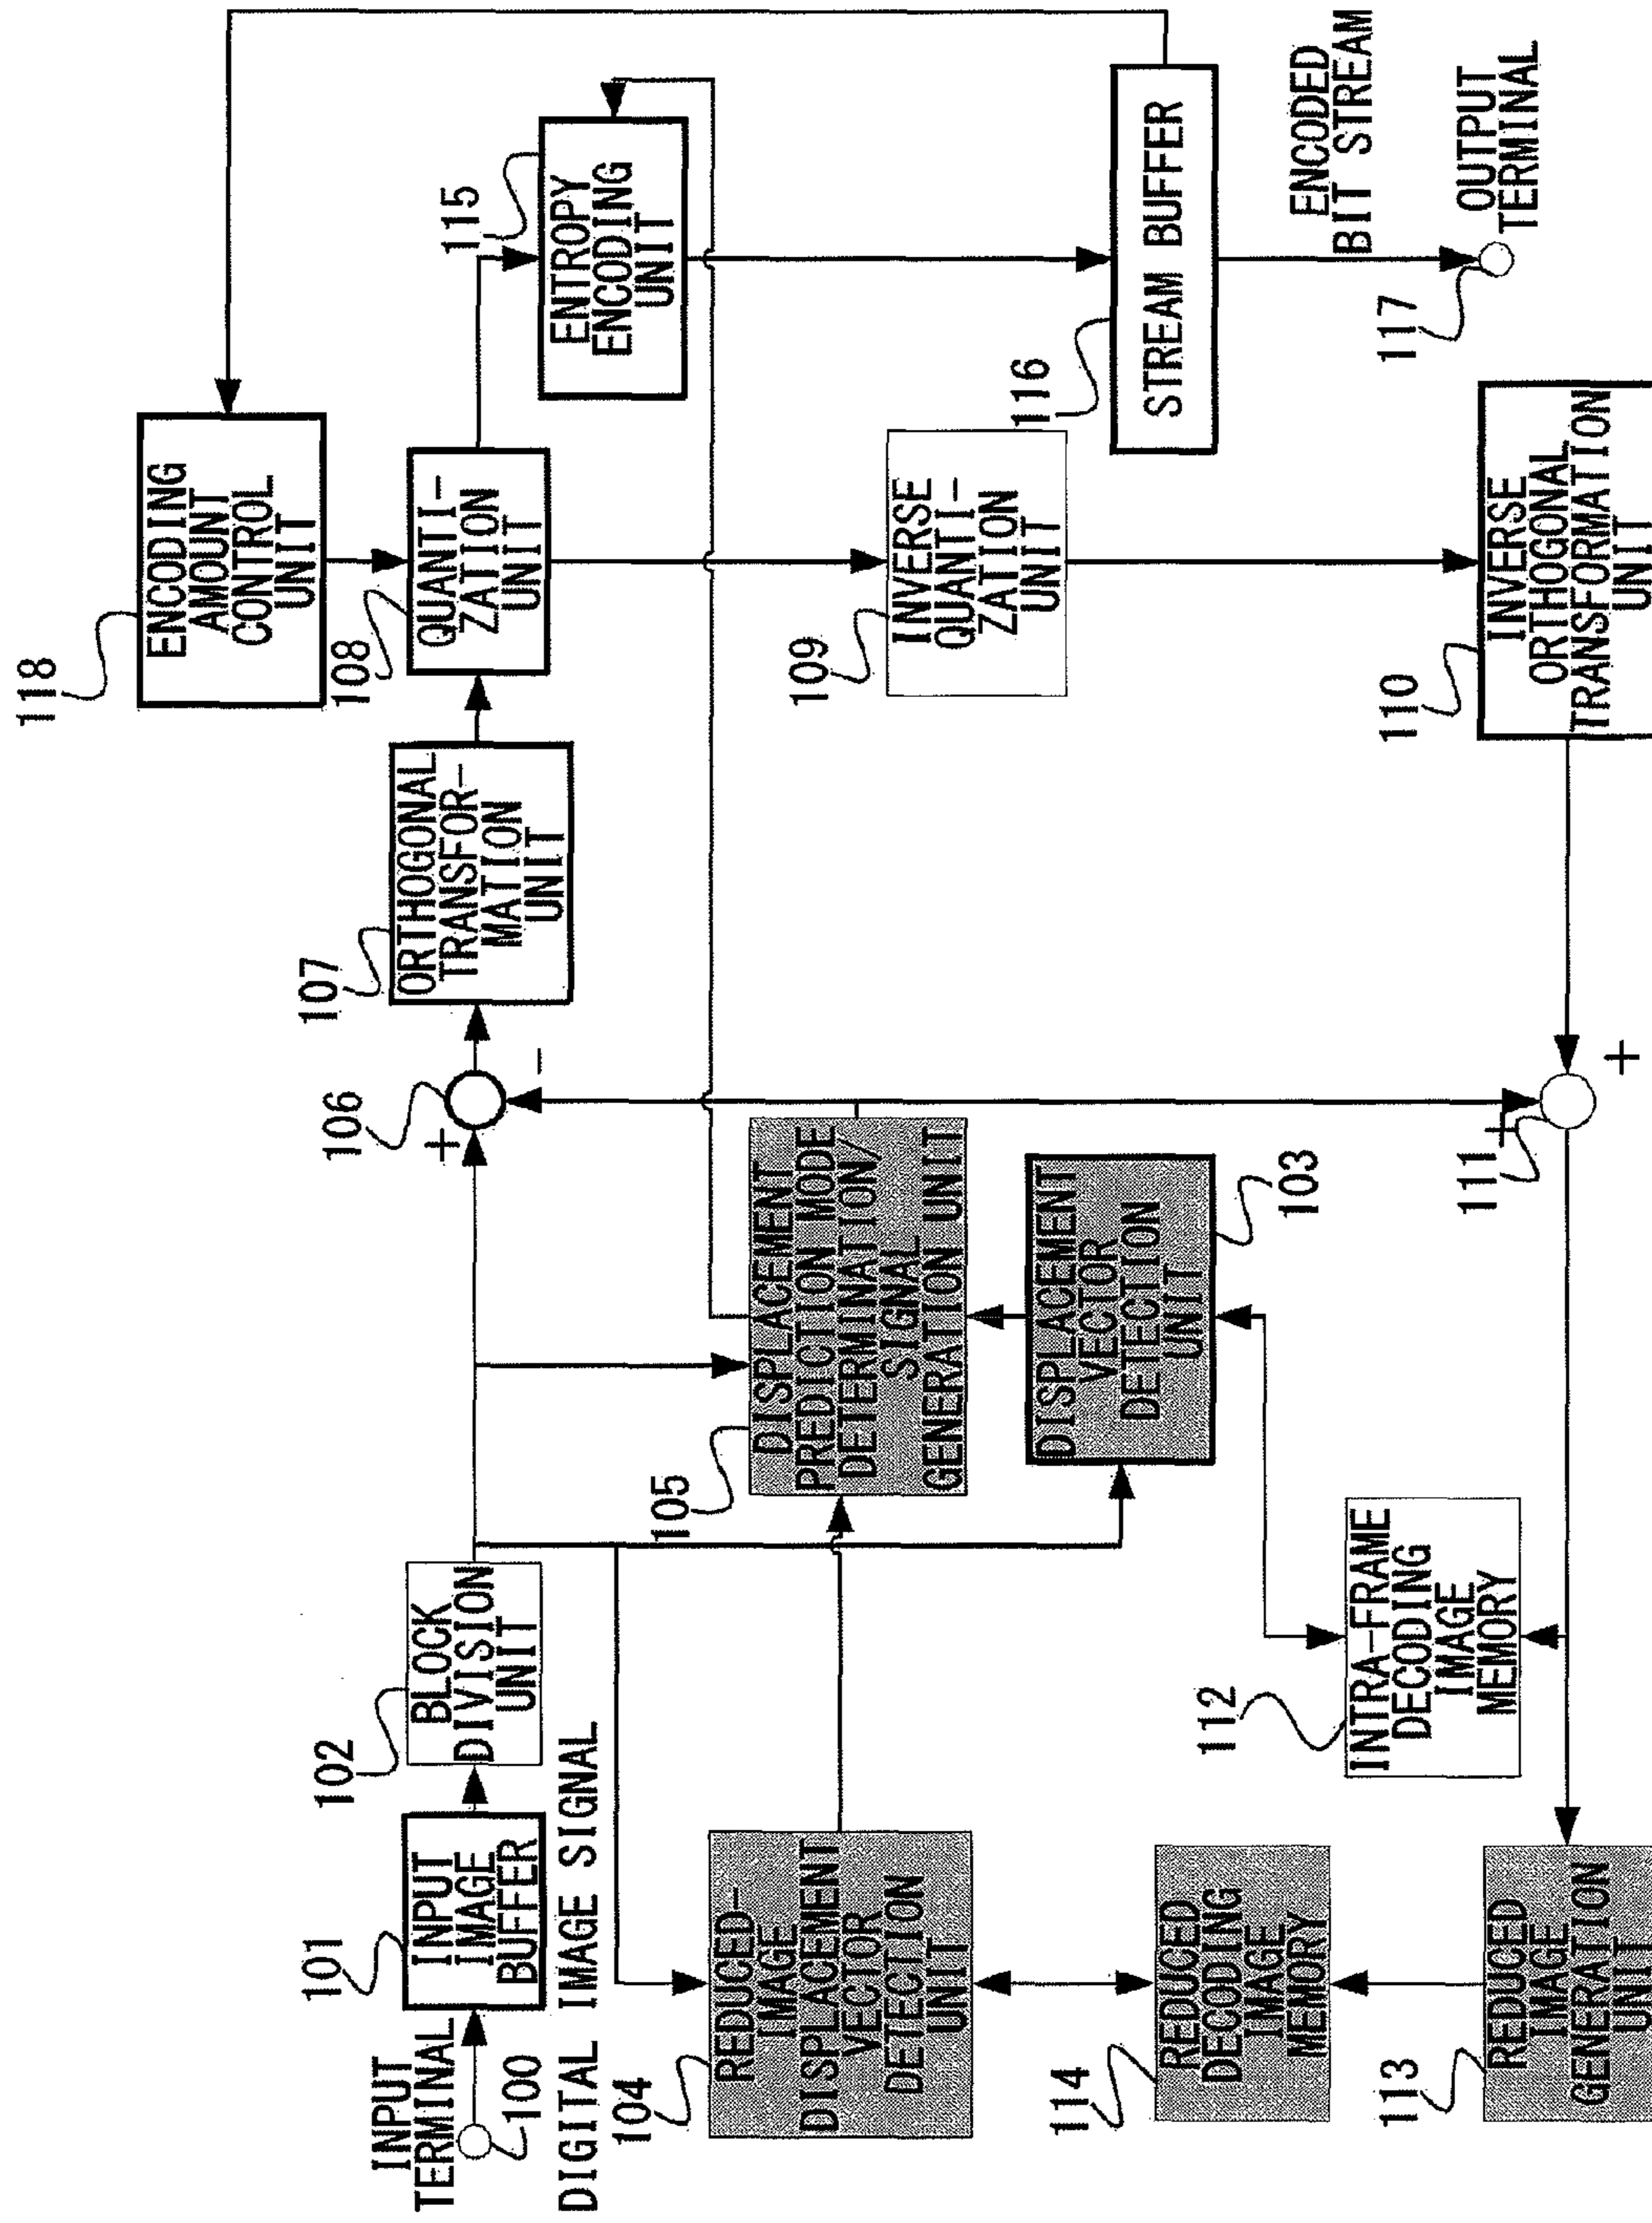 118
ENCODING
AMOUNT
CONTROL
UNIT
101
INPUT
IMAGE
BUFFER
102
BLOCK
DIVISION
UNIT
106
+
-
107
ORTHOGONAL
TRANSFOR-
MATION
UNIT
108
QUANTI-
ZATION
UNIT
115
ENTROPY
ENCODING
UNIT
INPUT
TERMINAL
100
DIGITAL IMAGE SIGNAL
104
REDUCED-
IMAGE
DISPLACEMENT
VECTOR
DETECTION
UNIT
105
DISPLACEMENT
PREDICTION MODE
DETERMINATION/
SIGNAL
GENERATION UNIT
109
INVERSE
QUANTI-
ZATION
UNIT
103
DISPLACEMENT
VECTOR
DETECTION
UNIT
116
STREAM BUFFER
114
REDUCED
DECODING
IMAGE
MEMORY
112
INTRA-FRAME
DECODING
IMAGE
MEMORY
ENCODED
BIT STREAM
117
OUTPUT
TERMINAL
113
REDUCED
IMAGE
GENERATION
UNIT
111
+
+
110
INVERSE
ORTHOGONAL
TRANSFORMATION
UNIT